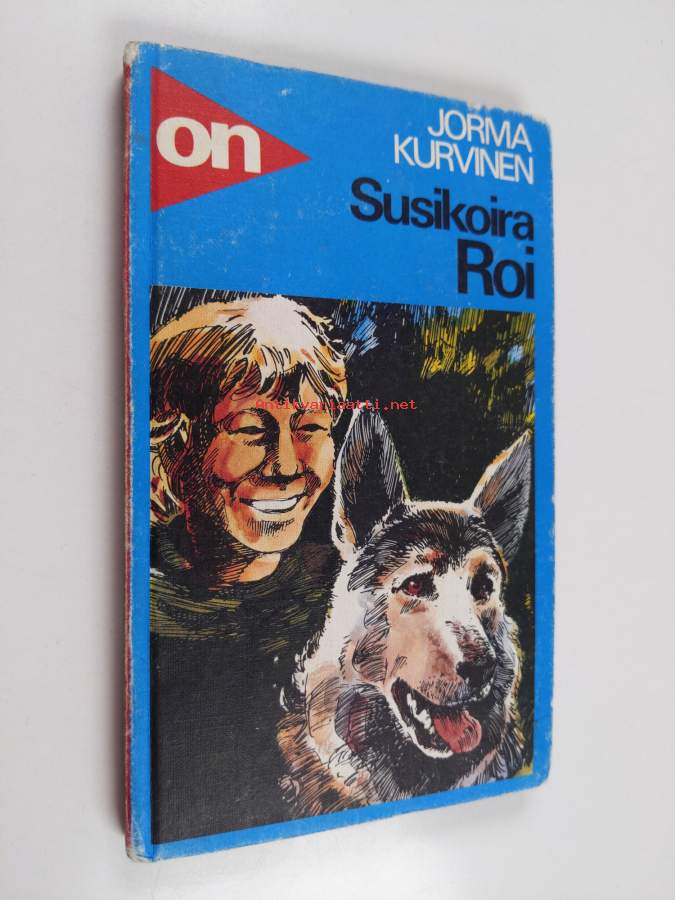 on
JORMA
KURVINEN
Susikoira
Roi
Antikvariaatti.net